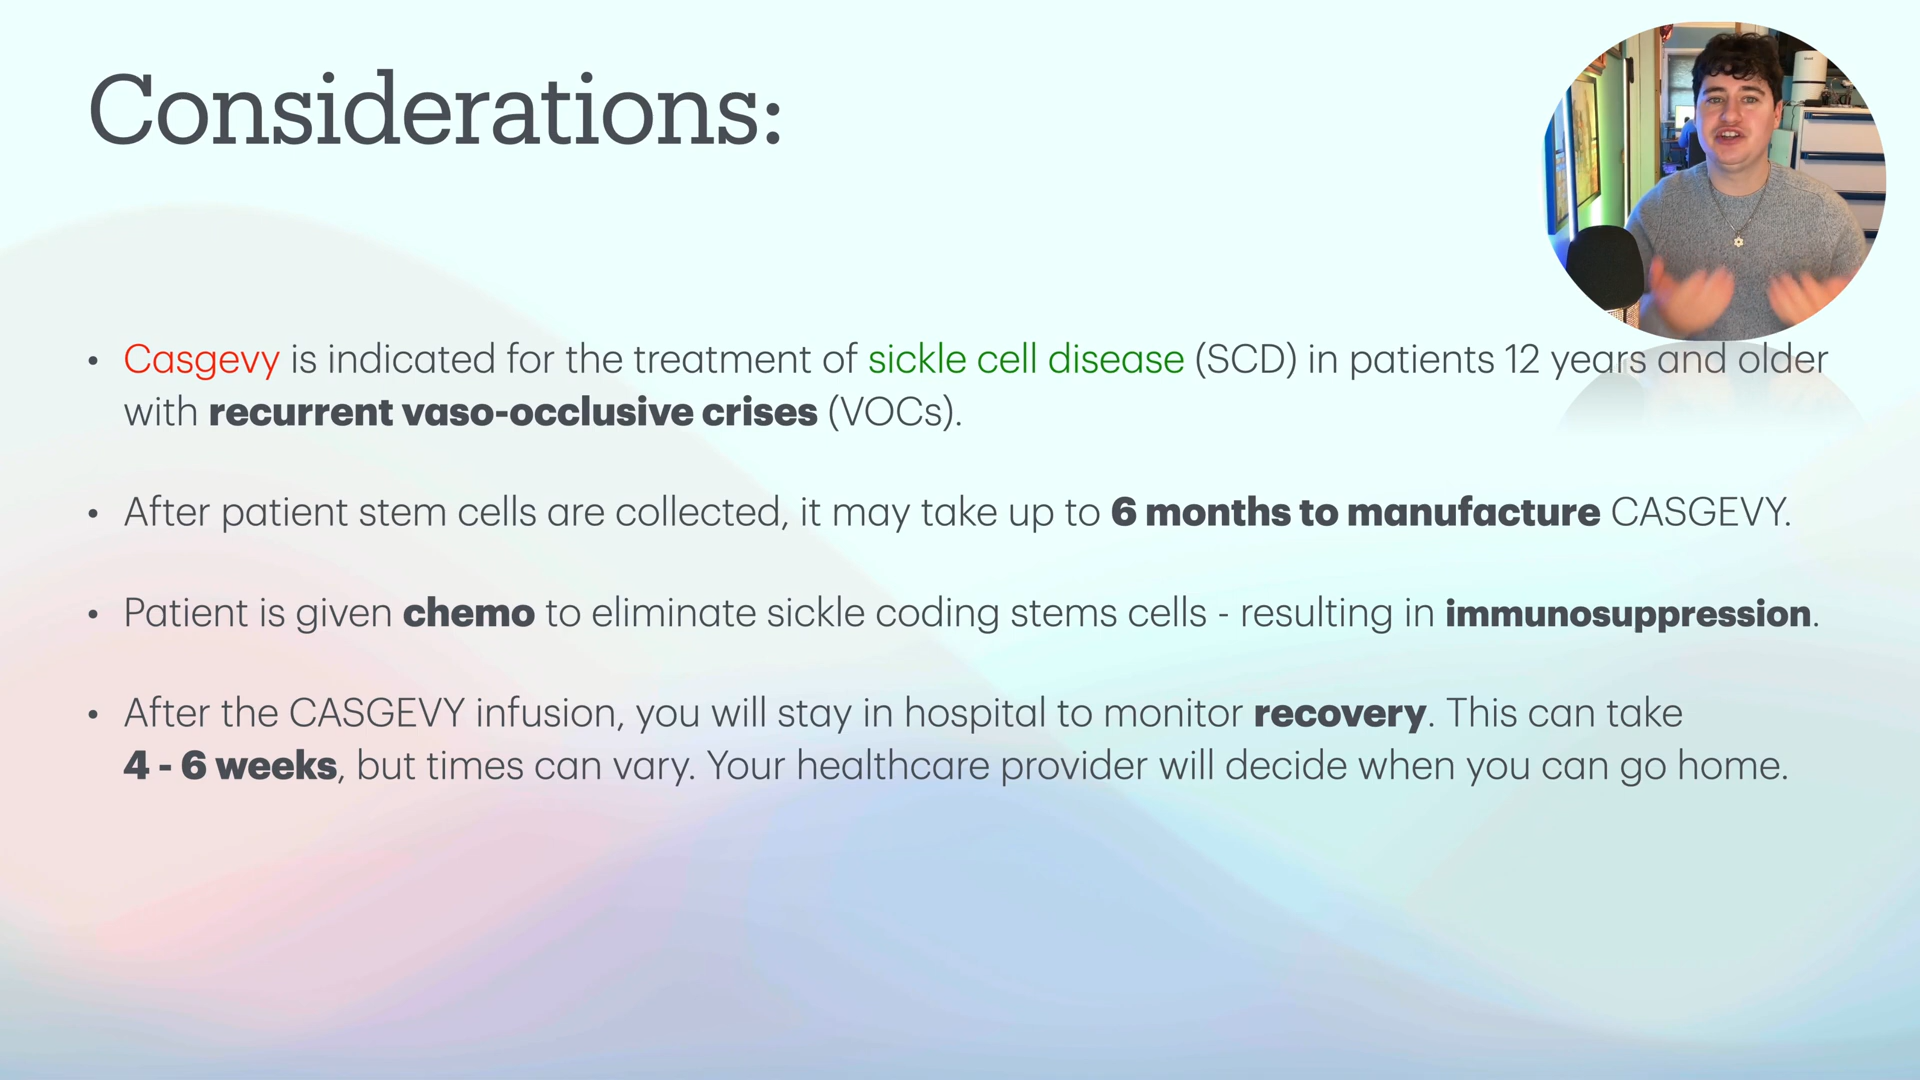 Considerations:
• Casgevy is indicated for the treatment of sickle cell disease (SCD) in patients 12 years and older
with recurrent vaso-occlusive crises (VOCs).
• After patient stem cells are collected, it may take up to 6 months to manufacture CASGEVY.
• Patient is given chemo to eliminate sickle coding stems cells - resulting in immunosuppression.
• After the CASGEVY infusion, you will stay in hospital to monitor recovery. This can take
4 - 6 weeks, but times can vary. Your healthcare provider will decide when you can go home.